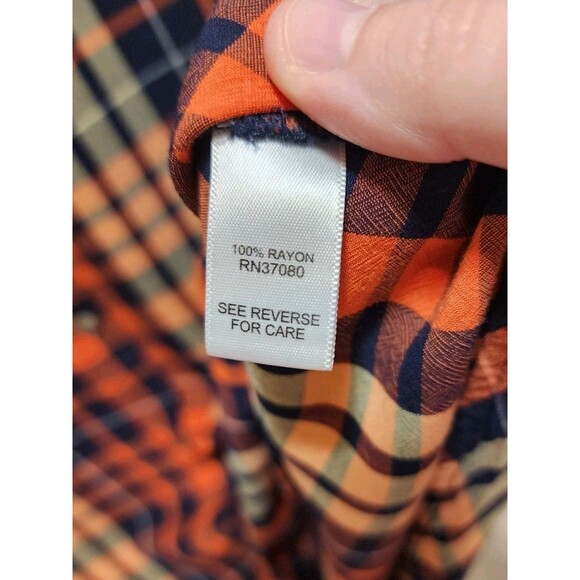 100% RAYON
RN37080
SEE REVERSE
FOR CARE